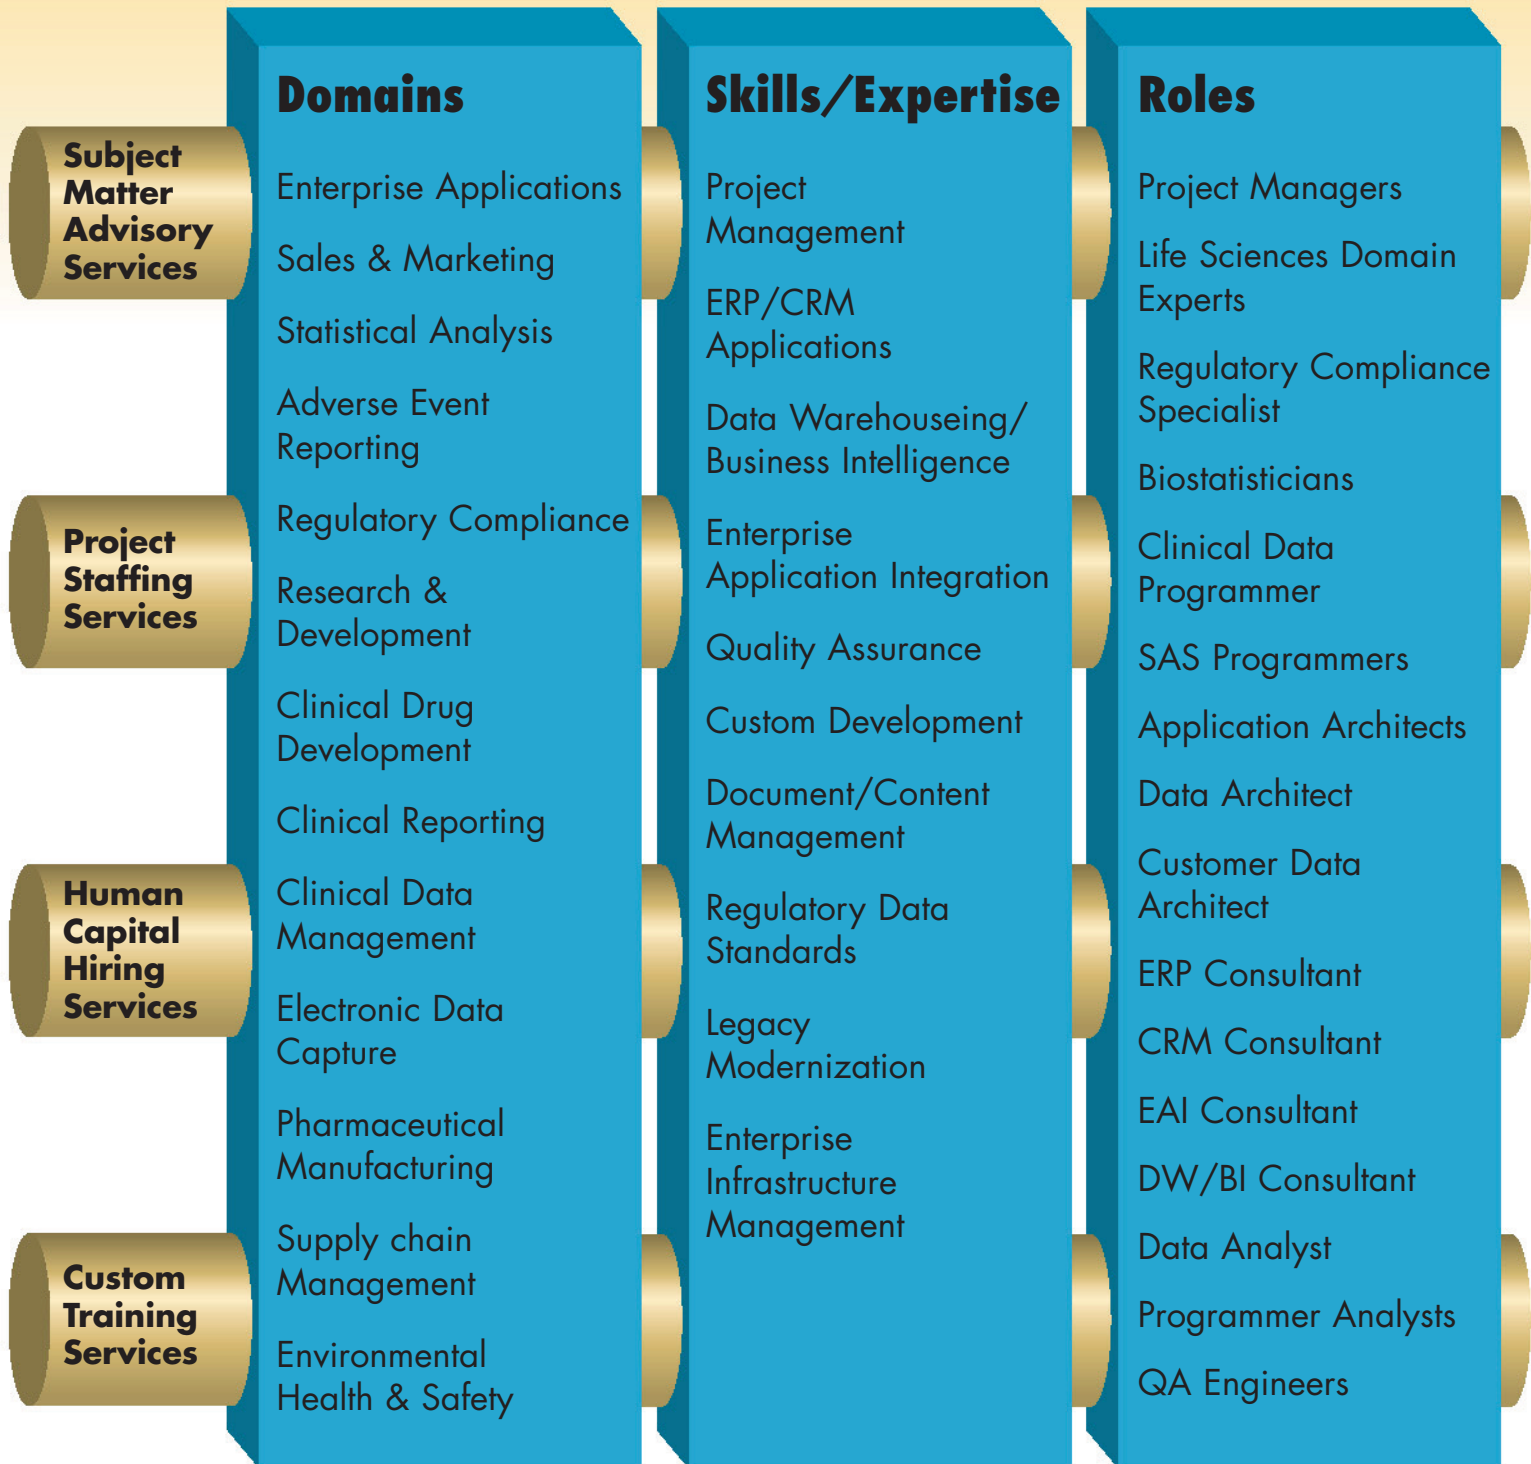 Subject
Matter
Advisory
Services
Project
Staffing
Services
Human
Capital
Hiring
Services
Custom
Training
Services
Domains
Enterprise Applications
Sales & Marketing
Statistical Analysis
Adverse Event
Reporting
Regulatory Compliance
Research &
Development
Clinical Drug
Development
Clinical Reporting
Clinical Data
Management
Electronic Data
Capture
Pharmaceutical
Manufacturing
Supply chain
Management
Environmental
Health & Safety
Skills/Expertise
Project
Management
ERP/CRM
Applications
Data Warehouseing/
Business Intelligence
Enterprise
Application Integration
Quality Assurance
Custom Development
Document/Content
Management
Regulatory Data
Standards
Legacy
Modernization
Enterprise
Infrastructure
Management
Roles
Project Managers
Life Sciences Domain
Experts
Regulatory Compliance
Specialist
Biostatisticians
Clinical Data
Programmer
SAS Programmers
Application Architects
Data Architect
Customer Data
Architect
ERP Consultant
CRM Consultant
EAI Consultant
DW/BI Consultant
Data Analyst
Programmer Analysts
QA Engineers